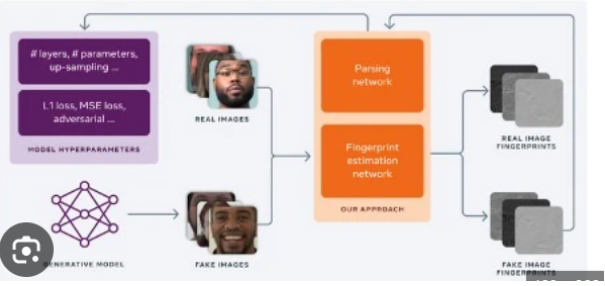 # layers, # parameters,
up-sampling ...
L1 loss, MSE loss,
adversarial ...
MODEL HYPERPARAMETERS
REAL IMAGES
Parsing
network
Fingerprint
estimation
network
OUR APPROACH
REAL IMAGE
FINGERPRINTS
GENERATIVE MODEL
FAKE IMAGES
FAKE IMAGE
FINGERPRINTS